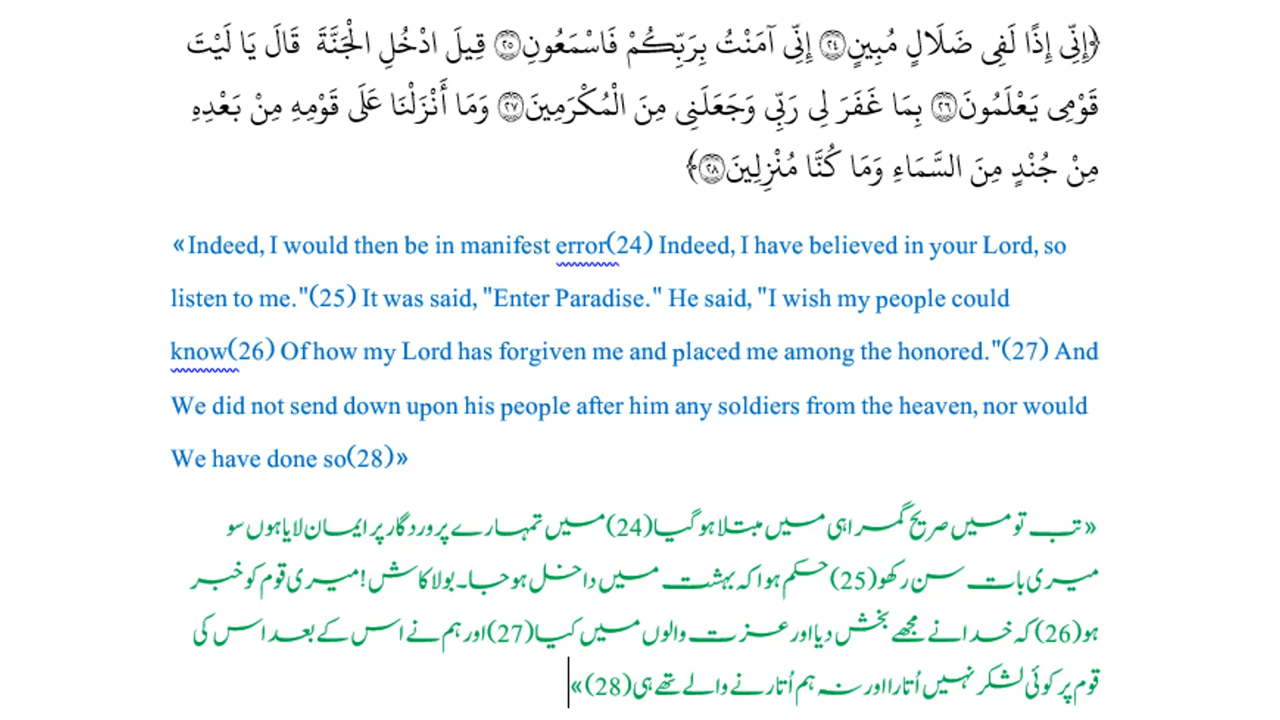 ﴿إِنِّي إِذًا لَفِي ضَلَالٍ مُبِينٍ۝٢٤ إِنِّي آمَنْتُ بِرَبِّكُمْ فَاسْمَعُونِ۝٢٥ قِيلَ ادْخُلِ الْجَنَّةَ قَالَ يَا لَيْتَ
قَوْمِي يَعْلَمُونَ۝٢٦ بِمَا غَفَرَ لِي رَبِّي وَجَعَلَنِي مِنَ الْمُكْرَمِينَ۝٢٧ وَمَا أَنْزَلْنَا عَلَى قَوْمِهِ مِنْ بَعْدِهِ
مِنْ جُنْدٍ مِنَ السَّمَاءِ وَمَا كُنَّا مُنْزِلِينَ۝٢٨﴾
«Indeed, I would then be in manifest error(24) Indeed, I have believed in your Lord, so
listen to me."(25) It was said, "Enter Paradise." He said, "I wish my people could
know(26) Of how my Lord has forgiven me and placed me among the honored."(27) And
We did not send down upon his people after him any soldiers from the heaven, nor would
We have done so(28)»
«تب تو میں صریح گمراہی میں مبتلا ہوگیا(24)میں تمہارے پروردگار پر ایمان لایا ہوں سو
میری بات سن رکھو(25)حکم ہوا کہ بہشت میں داخل ہوجا۔بولا کاش!میری قوم کو خبر
ہو(26)کہ خدا نے مجھے بخش دیا اور عزت والوں میں کیا(27)اور ہم نے اس کے بعد اس کی
قوم پر کوئی لشکر نہیں اُتارا اور نہ ہم اُتارنے والے تھے ہی(28)»